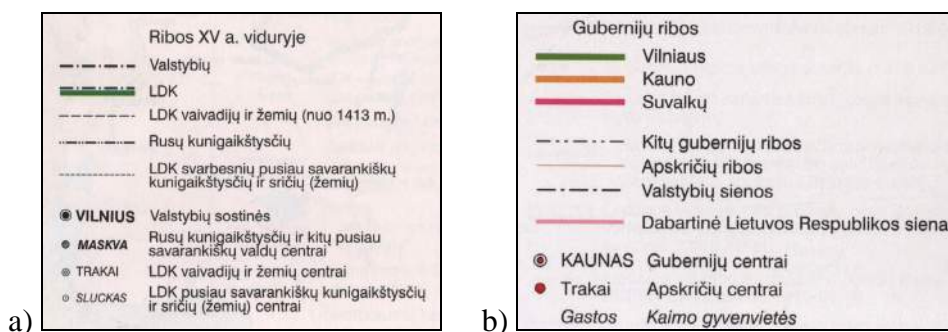 a)
Ribos XV a. viduryje
Valstybių
LDK
LDK vaivadijų ir žemių (nuo 1413 m.)
Rusų kunigaikštysčių
LDK svarbesnių pusiau savarankiškų
kunigaikštysčių ir sričių (žemių)
VILNIUS Valstybių sostinės
MASKVA Rusų kunigaikštysčių ir kitų pusiau
savarankiškų valdų centrai
TRAKAI LDK vaivadijų ir žemių centrai
SLUCKAS LDK pusiau savarankiškų kunigaikštysčių
ir sričių (žemių) centrai
b)
Gubernijų ribos
Vilniaus
Kauno
Suvalkų
Kitų gubernijų ribos
Apskričių ribos
Valstybių sienos
Dabartinė Lietuvos Respublikos siena
KAUNAS Gubernijų centrai
Trakai Apskričių centrai
Gastos Kaimo gyvenvietės